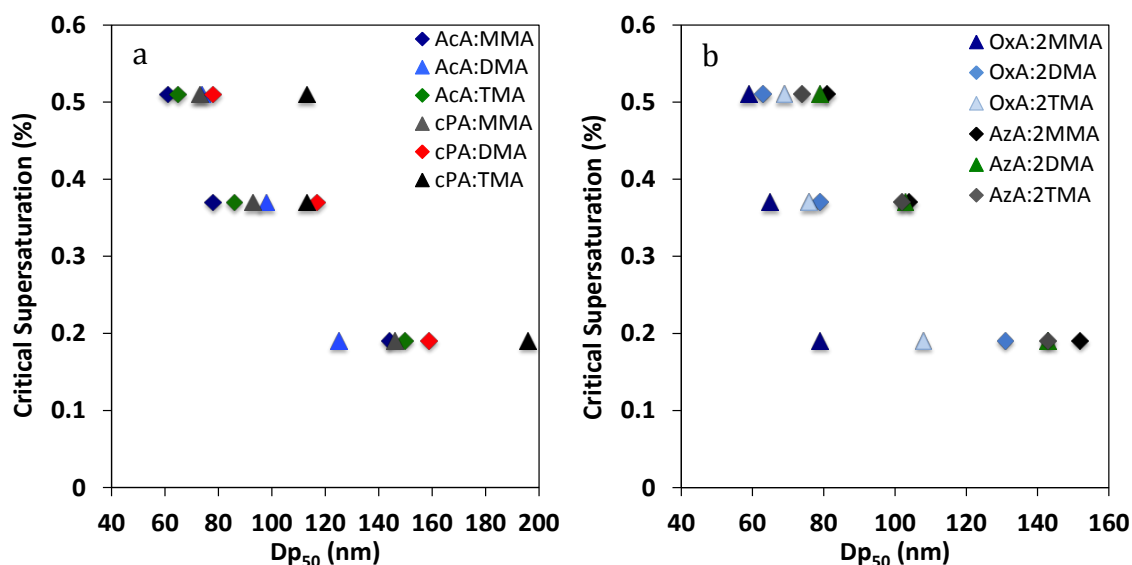 a
AcA:MMA
AcA:DMA
AcA:TMA
cPA:MMA
cPA:DMA
cPA:TMA
0.6
0.5
0.4
0.3
0.2
0.1
0
Critical Supersaturation (%)
40 60 80 100 120 140 160 180 200
Dp50 (nm)
b
OxA:2MMA
OxA:2DMA
OxA:2TMA
AzA:2MMA
AzA:2DMA
AzA:2TMA
0.6
0.5
0.4
0.3
0.2
0.1
0
Critical Supersaturation (%)
40 60 80 100 120 140 160
Dp50 (nm)